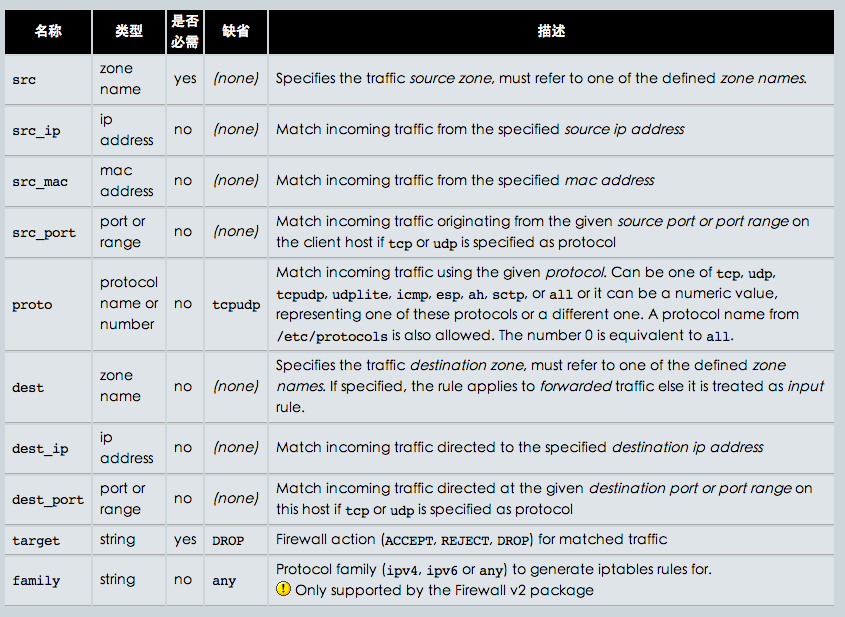 名称 类型 是否必需 缺省 描述
src zone name yes (none) Specifies the traffic source zone, must refer to one of the defined zone names.
src_ip ip address no (none) Match incoming traffic from the specified source ip address
src_mac mac address no (none) Match incoming traffic from the specified mac address
src_port port or range no (none) Match incoming traffic originating from the given source port or port range on
the client host if tcp or udp is specified as protocol
proto protocol name or number no tcpudp Match incoming traffic using the given protocol. Can be one of tcp, udp,
tcpudp, udplite, icmp, esp, ah, sctp, or all or it can be a numeric value,
representing one of these protocols or a different one. A protocol name from
/etc/protocols is also allowed. The number 0 is equivalent to all.
dest zone name no (none) Specifies the traffic destination zone, must refer to one of the defined zone
names. If specified, the rule applies to forwarded traffic else it is treated as input
rule.
dest_ip ip address no (none) Match incoming traffic directed to the specified destination ip address
dest_port port or range no (none) Match incoming traffic directed at the given destination port or port range on
this host if tcp or udp is specified as protocol
target string yes DROP Firewall action (ACCEPT, REJECT, DROP) for matched traffic
family string no any Protocol family (ipv4, ipv6 or any) to generate iptables rules for.
Only supported by the Firewall v2 package